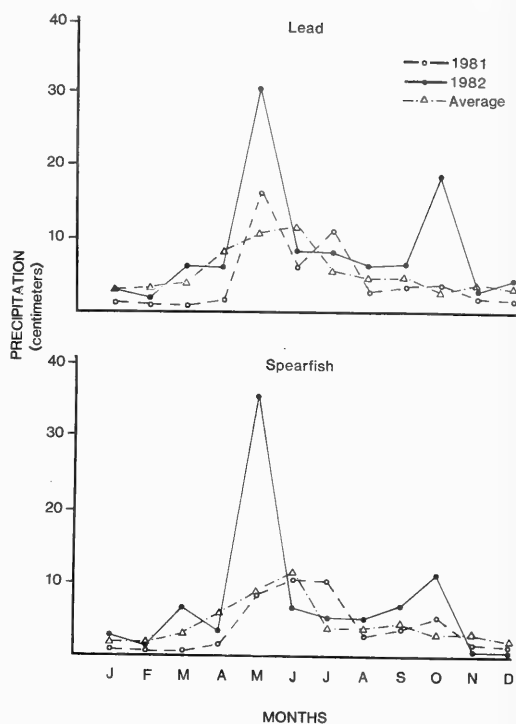 Lead
40
30
20
10
1981
1982
Average
PRECIPITATION
(centimeters)
Spearfish
40
30
20
10
J F M A M J J A S O N D
MONTHS